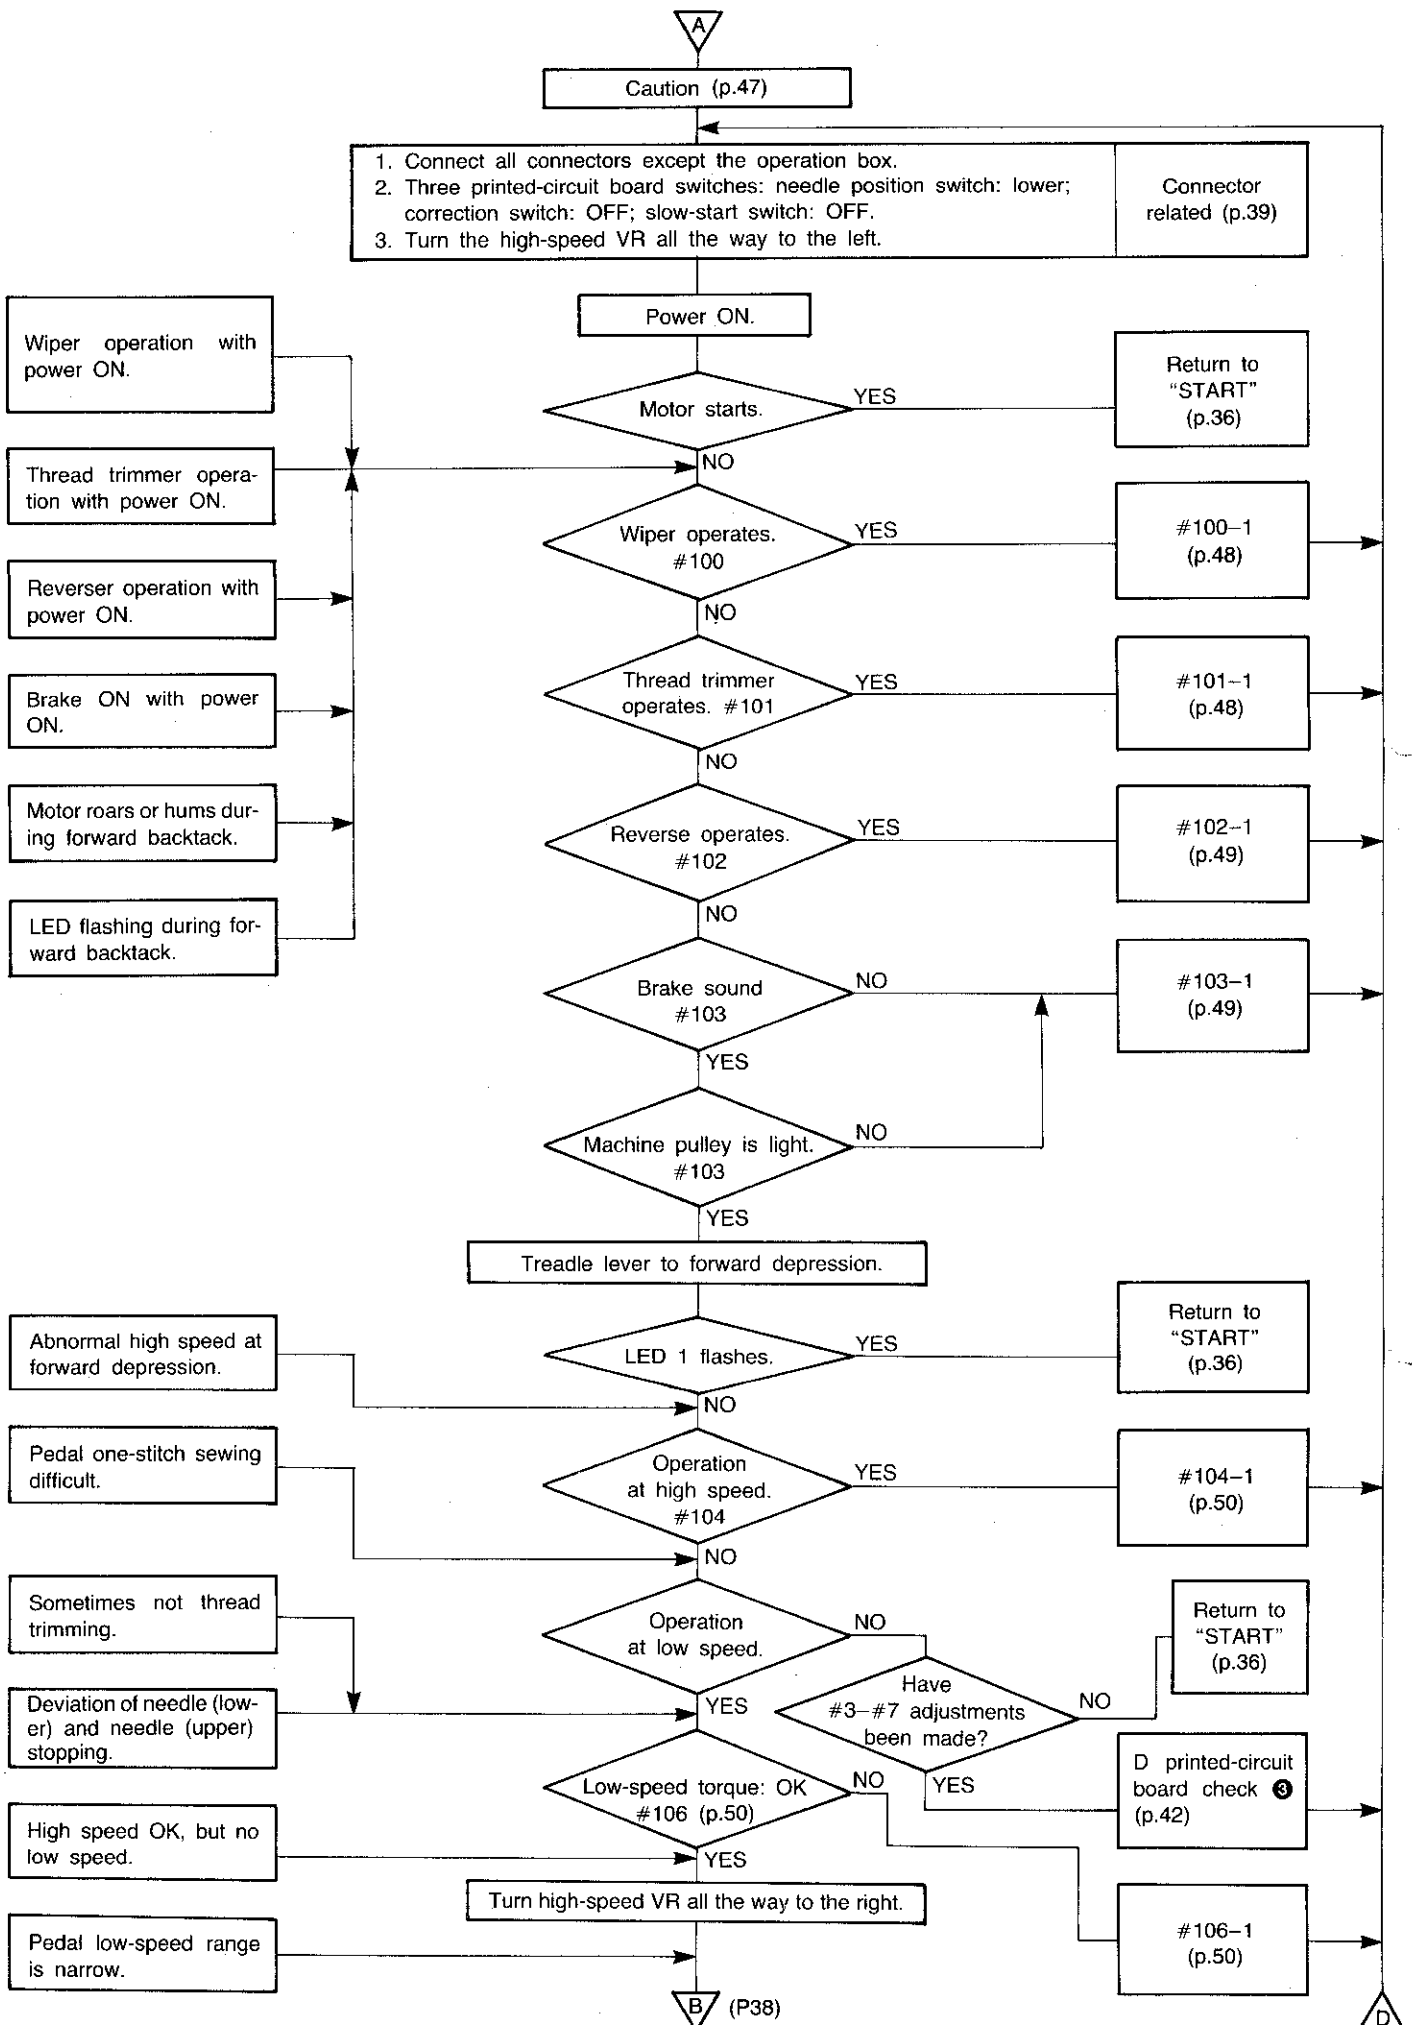 A
Caution (p.47)
1. Connect all connectors except the operation box.
2. Three printed-circuit board switches: needle position switch: lower;
correction switch: OFF; slow-start switch: OFF.
3. Turn the high-speed VR all the way to the left.
Connector
related (p.39)
Power ON.
Wiper operation with
power ON.
Motor starts.
YES
Return to
“START”
(p.36)
NO
Thread trimmer opera-
tion with power ON.
Wiper operates.
#100
YES
#100–1
(p.48)
NO
Reverser operation with
power ON.
Thread trimmer
operates. #101
YES
#101–1
(p.48)
NO
Brake ON with power
ON.
Motor roars or hums dur-
ing forward backtack.
Reverse operates.
#102
YES
#102–1
(p.49)
NO
LED flashing during for-
ward backtack.
Brake sound
#103
NO
#103–1
(p.49)
YES
Machine pulley is light.
#103
NO
YES
Treadle lever to forward depression.
Abnormal high speed at
forward depression.
LED 1 flashes.
YES
Return to
“START”
(p.36)
NO
Pedal one-stitch sewing
difficult.
Operation
at high speed.
#104
YES
#104–1
(p.50)
NO
Sometimes not thread
trimming.
Operation
at low speed.
NO
Return to
“START”
(p.36)
Have
#3–#7 adjustments
been made?
NO
YES
Deviation of needle (low-
er) and needle (upper)
stopping.
YES
D printed-circuit
board check ❸
(p.42)
Low-speed torque: OK
#106 (p.50)
NO
High speed OK, but no
low speed.
YES
Turn high-speed VR all the way to the right.
#106–1
(p.50)
Pedal low-speed range
is narrow.
B
(P38)
D